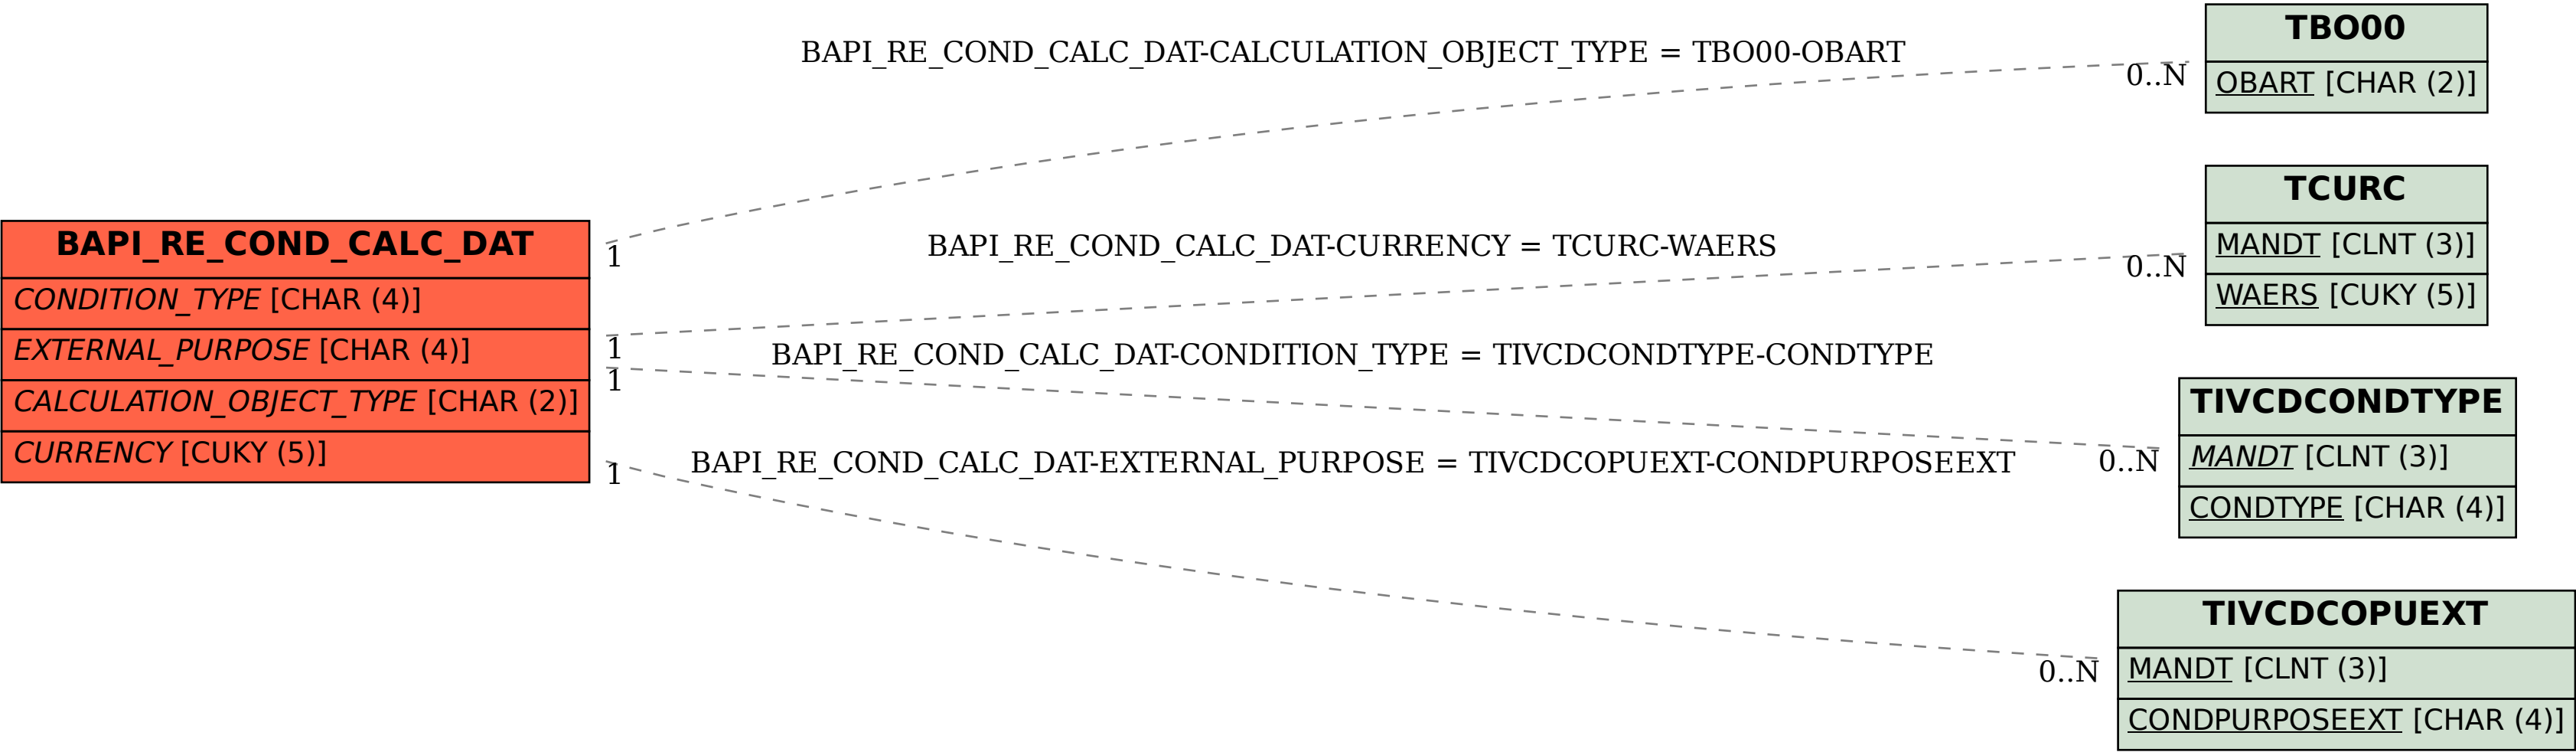 BAPI_RE_COND_CALC_DAT
CONDITION_TYPE [CHAR (4)]
EXTERNAL_PURPOSE [CHAR (4)]
CALCULATION_OBJECT_TYPE [CHAR (2)]
CURRENCY [CUKY (5)]
BAPI_RE_COND_CALC_DAT-CALCULATION_OBJECT_TYPE = TBO00-OBART
0..N
1
BAPI_RE_COND_CALC_DAT-CURRENCY = TCURC-WAERS
0..N
1
BAPI_RE_COND_CALC_DAT-CONDITION_TYPE = TIVCDCONDTYPE-CONDTYPE
0..N
1
BAPI_RE_COND_CALC_DAT-EXTERNAL_PURPOSE = TIVCDCOPUEXT-CONDPURPOSEEXT
0..N
1
TBO00
OBART [CHAR (2)]
TCURC
MANDT [CLNT (3)]
WAERS [CUKY (5)]
TIVCDCONDTYPE
MANDT [CLNT (3)]
CONDTYPE [CHAR (4)]
TIVCDCOPUEXT
MANDT [CLNT (3)]
CONDPURPOSEEXT [CHAR (4)]